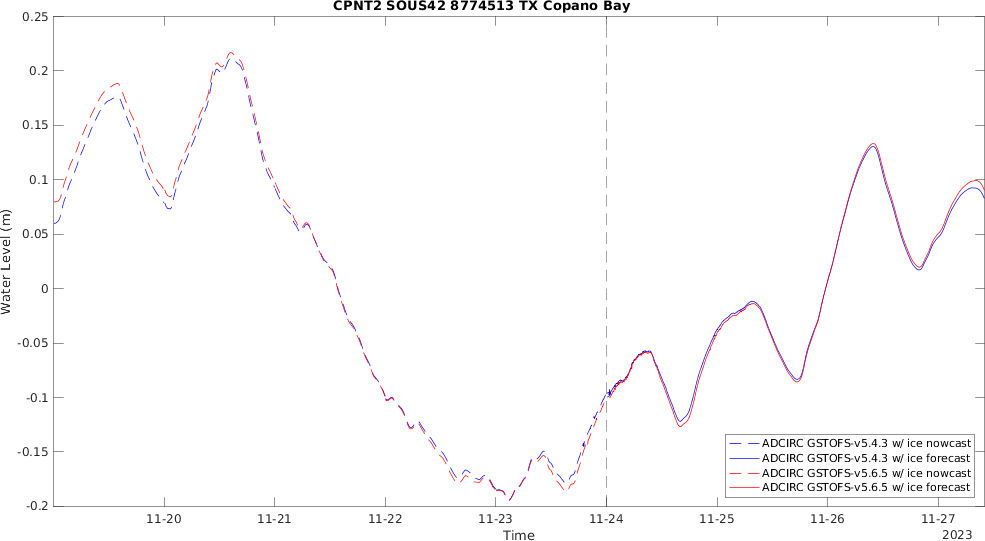 CPNT2 SOUS42 8774513 TX Copano Bay
0.25
0.2
0.15
0.1
0.05
0
-0.05
-0.1
-0.15
-0.2
Water Level (m)
11-20 11-21 11-22 11-23 11-24 11-25 11-26 11-27
Time
2023
ADCIRC GSTOFS-v5.4.3 w/ ice nowcast
ADCIRC GSTOFS-v5.4.3 w/ ice forecast
ADCIRC GSTOFS-v5.6.5 w/ ice nowcast
ADCIRC GSTOFS-v5.6.5 w/ ice forecast